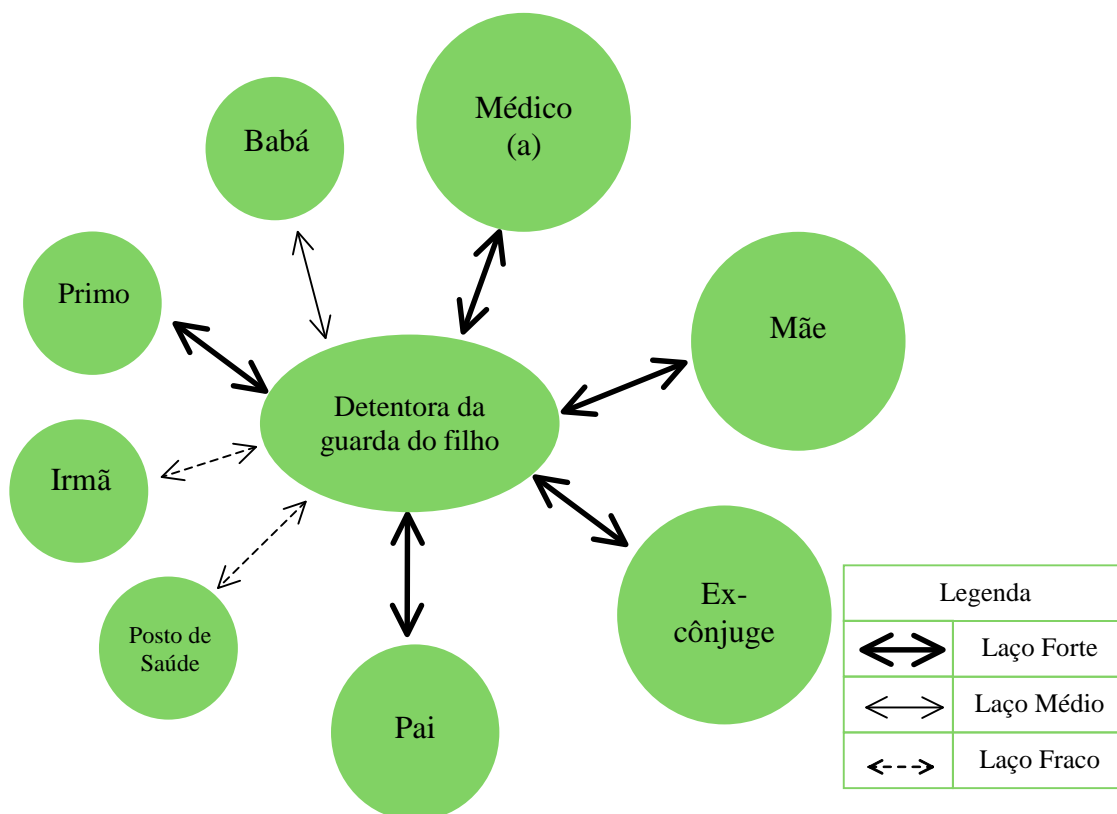 Médico
(a)
Babá
Primo
Mãe
Detentora da
guarda do filho
Irmã
Ex-
cônjuge
Posto de
Saúde
Pai
Legenda
Laço Forte
Laço Médio
Laço Fraco